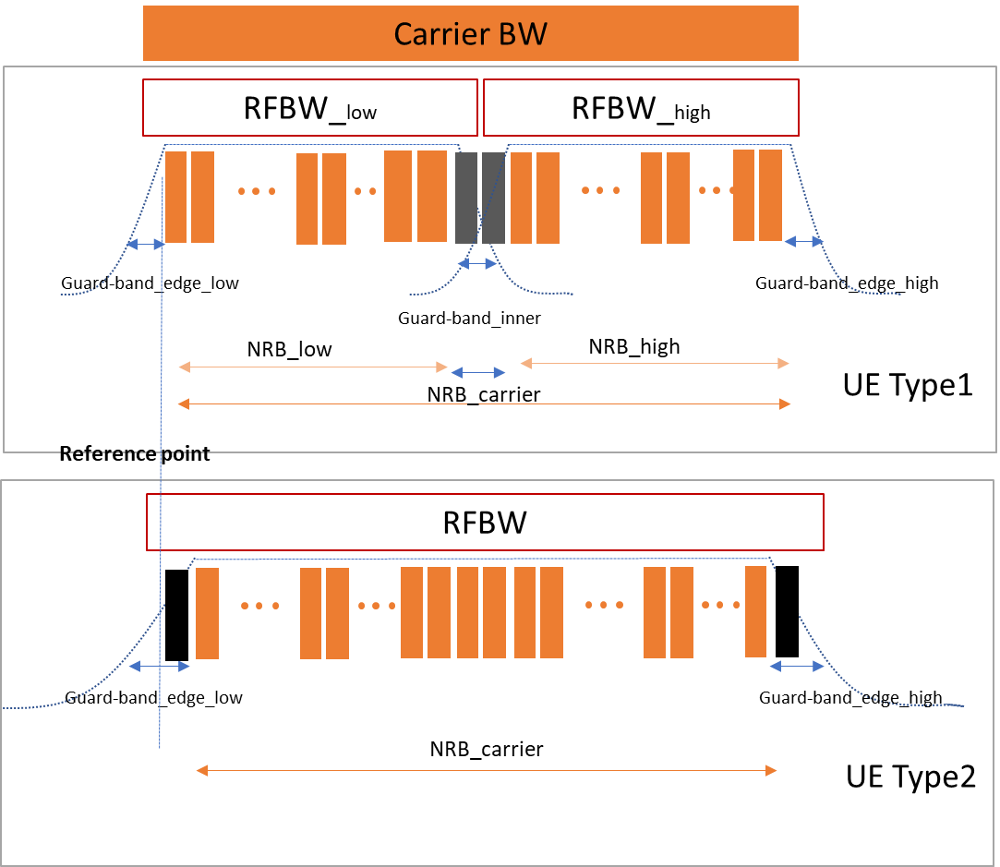 Carrier BW
RFBW_low
RFBW_high
Guard-band_edge_low
Guard-band_edge_high
Guard-band_inner
NRB_low
NRB_high
UE Type1
NRB_carrier
Reference point
RFBW
Guard-band_edge_low
Guard-band_edge_high
NRB_carrier
UE Type2